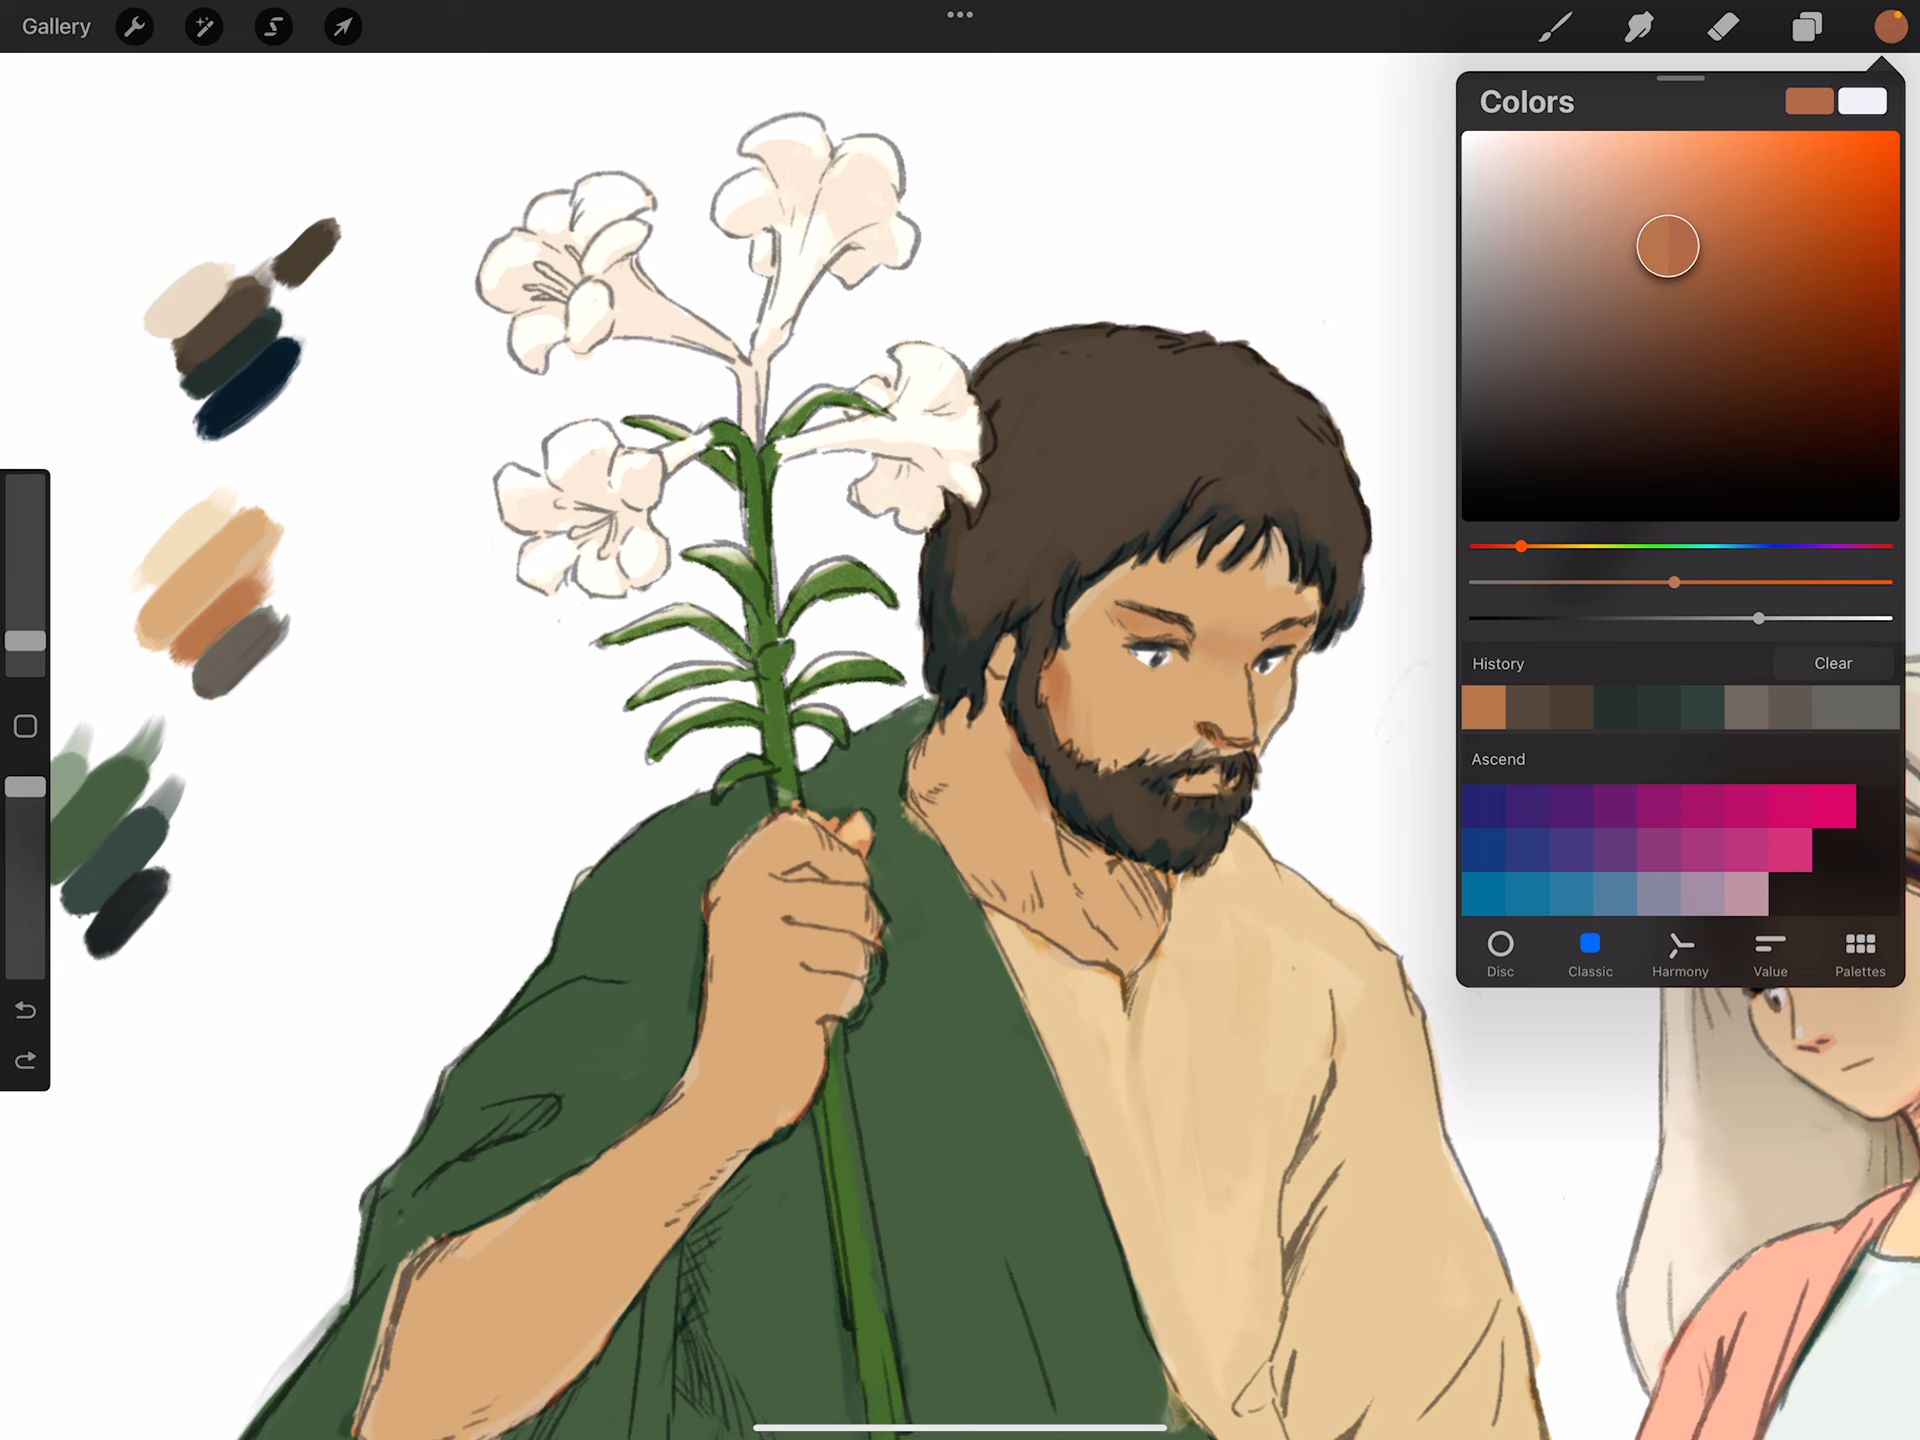 Gallery
Colors
History
Clear
Ascend
Disc
Classic
Harmony
Value
Palettes